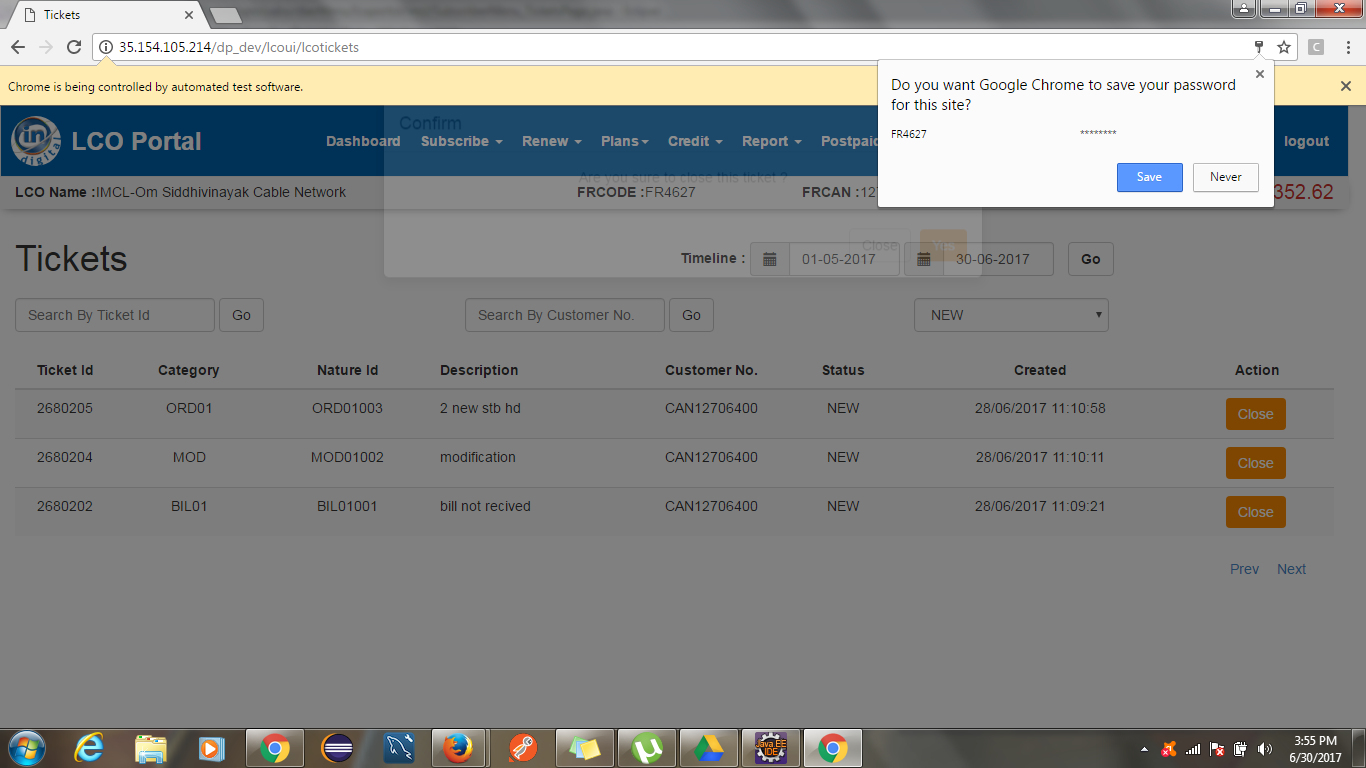 Tickets
35.154.105.214/dp_dev/lcoui/lcotickets
Chrome is being controlled by automated test software.
Do you want Google Chrome to save your password
for this site?
FR4627 ********
Save Never
in
digital
LCO Portal
Confirm
Dashboard Subscribe Renew Plans Credit Report Postpaid logout
Are you sure to close this ticket ?
LCO Name :IMCL-Om Siddhivinayak Cable Network FRCODE :FR4627 FRCAN :127 352.62
Close Yes
Tickets
Timeline : 01-05-2017 30-06-2017 Go
Search By Ticket Id Go Search By Customer No. Go NEW
Ticket Id Category Nature Id Description Customer No. Status Created Action
2680205 ORD01 ORD01003 2 new stb hd CAN12706400 NEW 28/06/2017 11:10:58 Close
2680204 MOD MOD01002 modification CAN12706400 NEW 28/06/2017 11:10:11 Close
2680202 BIL01 BIL01001 bill not recived CAN12706400 NEW 28/06/2017 11:09:21 Close
Prev Next
Java EE
IDE
3:55 PM
6/30/2017